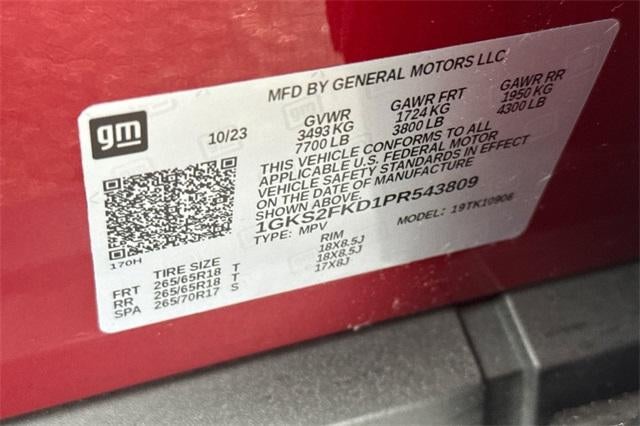 MFD BY GENERAL MOTORS LLC
gm
10/23
GVWR GAWR FRT GAWR RR
3493 KG 1724 KG 1950 KG
7700 LB 3800 LB 4300 LB
THIS VEHICLE CONFORMS TO ALL
APPLICABLE U.S. FEDERAL MOTOR
VEHICLE SAFETY STANDARDS IN EFFECT
ON THE DATE OF MANUFACTURE
SHOWN ABOVE.
1GKS2FKD1PR543809
TYPE: MPV MODEL: 19TK10906
170H
TIRE SIZE RIM
FRT 265/65R18 T 18X8.5J
RR 265/65R18 T 18X8.5J
SPA 265/70R17 S 17X8J